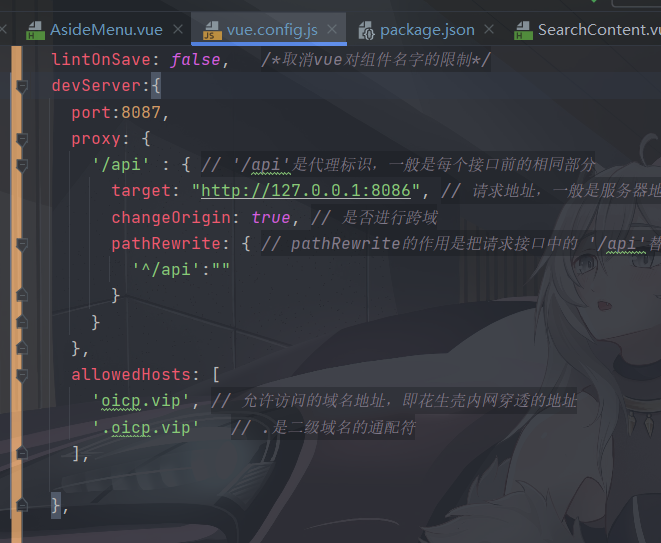 AsideMenu.vue vue.config.js package.json SearchContent.vu
lintOnSave: false, /*取消vue对组件名字的限制*/
devServer:{
port:8087,
proxy: {
'/api' : { // '/api'是代理标识，一般是每个接口前的相同部分
target: "http://127.0.0.1:8086", // 请求地址，一般是服务器地
changeOrigin: true, // 是否进行跨域
pathRewrite: { // pathRewrite的作用是把请求接口中的 '/api'替
'^/api':""
}
}
},
allowedHosts: [
'oicp.vip', // 允许访问的域名地址，即花生壳内网穿透的地址
'.oicp.vip' // .是二级域名的通配符
],
},